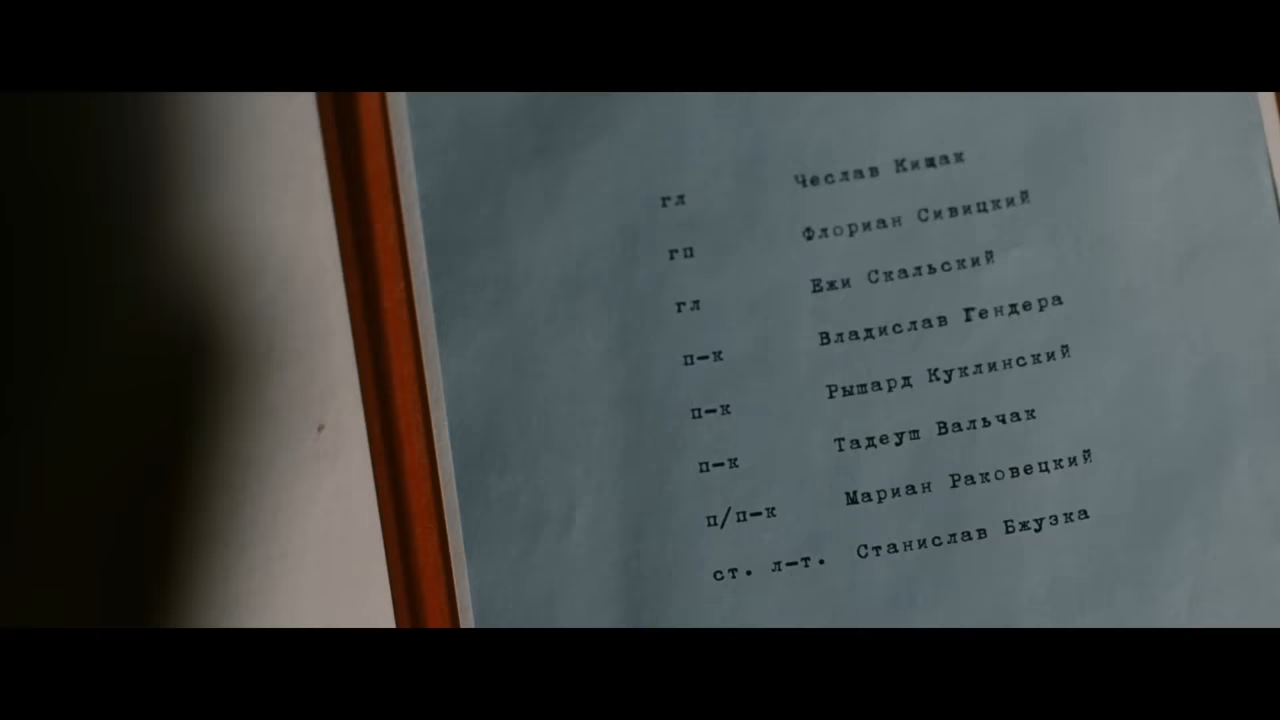 гл Чеслав Кищак
гп Флориан Сивицкий
гл Ежи Скальский
п-к Владислав Гендера
п-к Рышард Куклинский
п-к Тадеуш Вальчак
п/п-к Мариан Раковецкий
ст. л-т. Станислав Бжузка